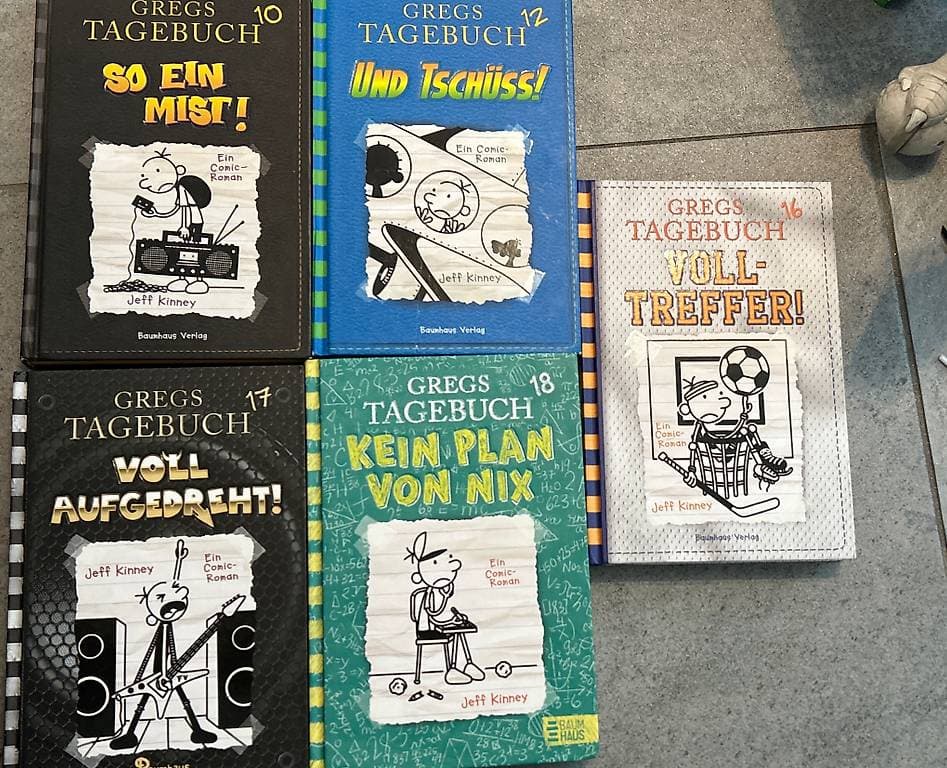 GREGS
TAGEBUCH 10
SO EIN
MIST!
Ein
Comic-
Roman
Jeff Kinney
Baumhaus Verlag
GREGS
TAGEBUCH 12
UND TSCHÜSS!
Ein Comic-
Roman
Jeff Kinney
Baumhaus Verlag
GREGS
TAGEBUCH 16
VOLL-
TREFFER!
Ein
Comic-
Roman
Jeff Kinney
Baumhaus Verlag
GREGS
TAGEBUCH 17
VOLL
AUFGEDREHT!
Jeff Kinney
Ein
Comic-
Roman
Baumhaus
GREGS
TAGEBUCH 18
KEIN PLAN
VON NIX
Ein
Comic-
Roman
Jeff Kinney
BAUM
HAUS